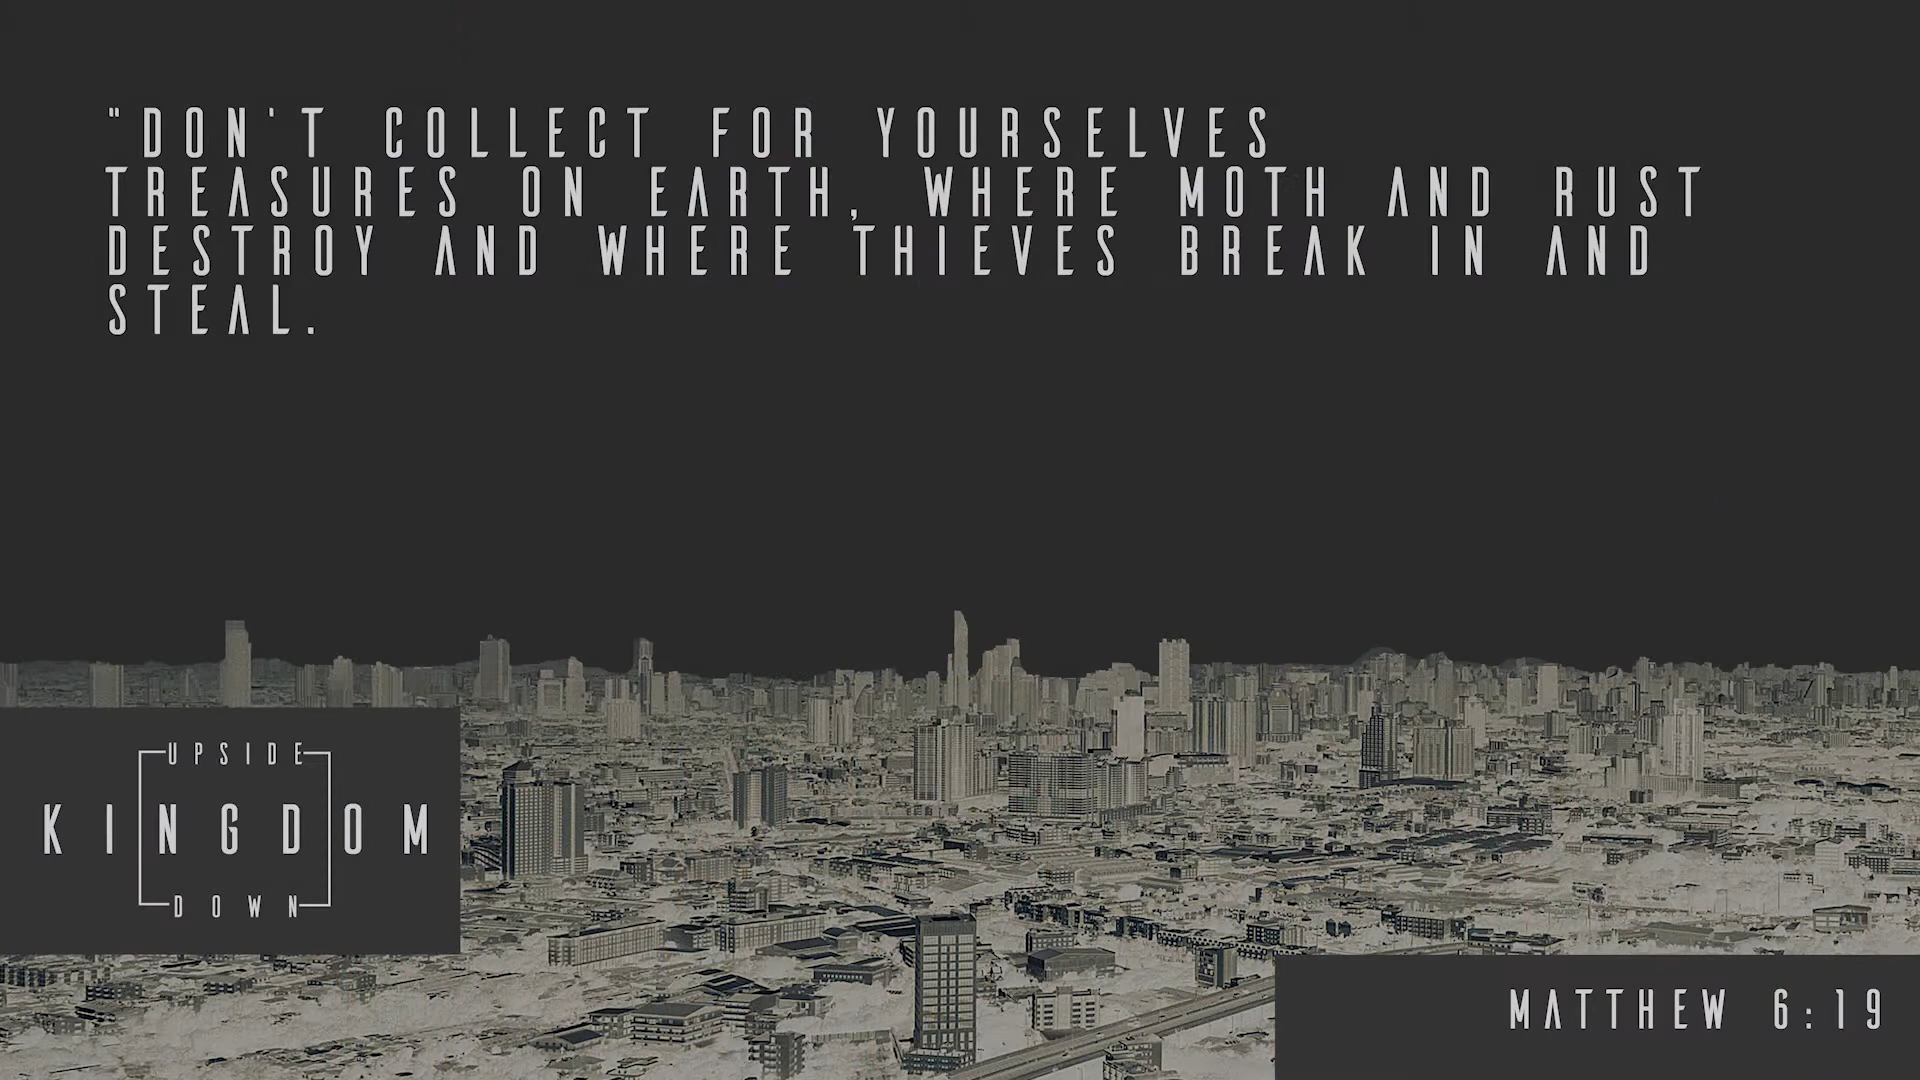 "DON'T COLLECT FOR YOURSELVES
TREASURES ON EARTH, WHERE MOTH AND RUST
DESTROY AND WHERE THIEVES BREAK IN AND
STEAL.
UPSIDE
KINGDOM
DOWN
MATTHEW 6:19